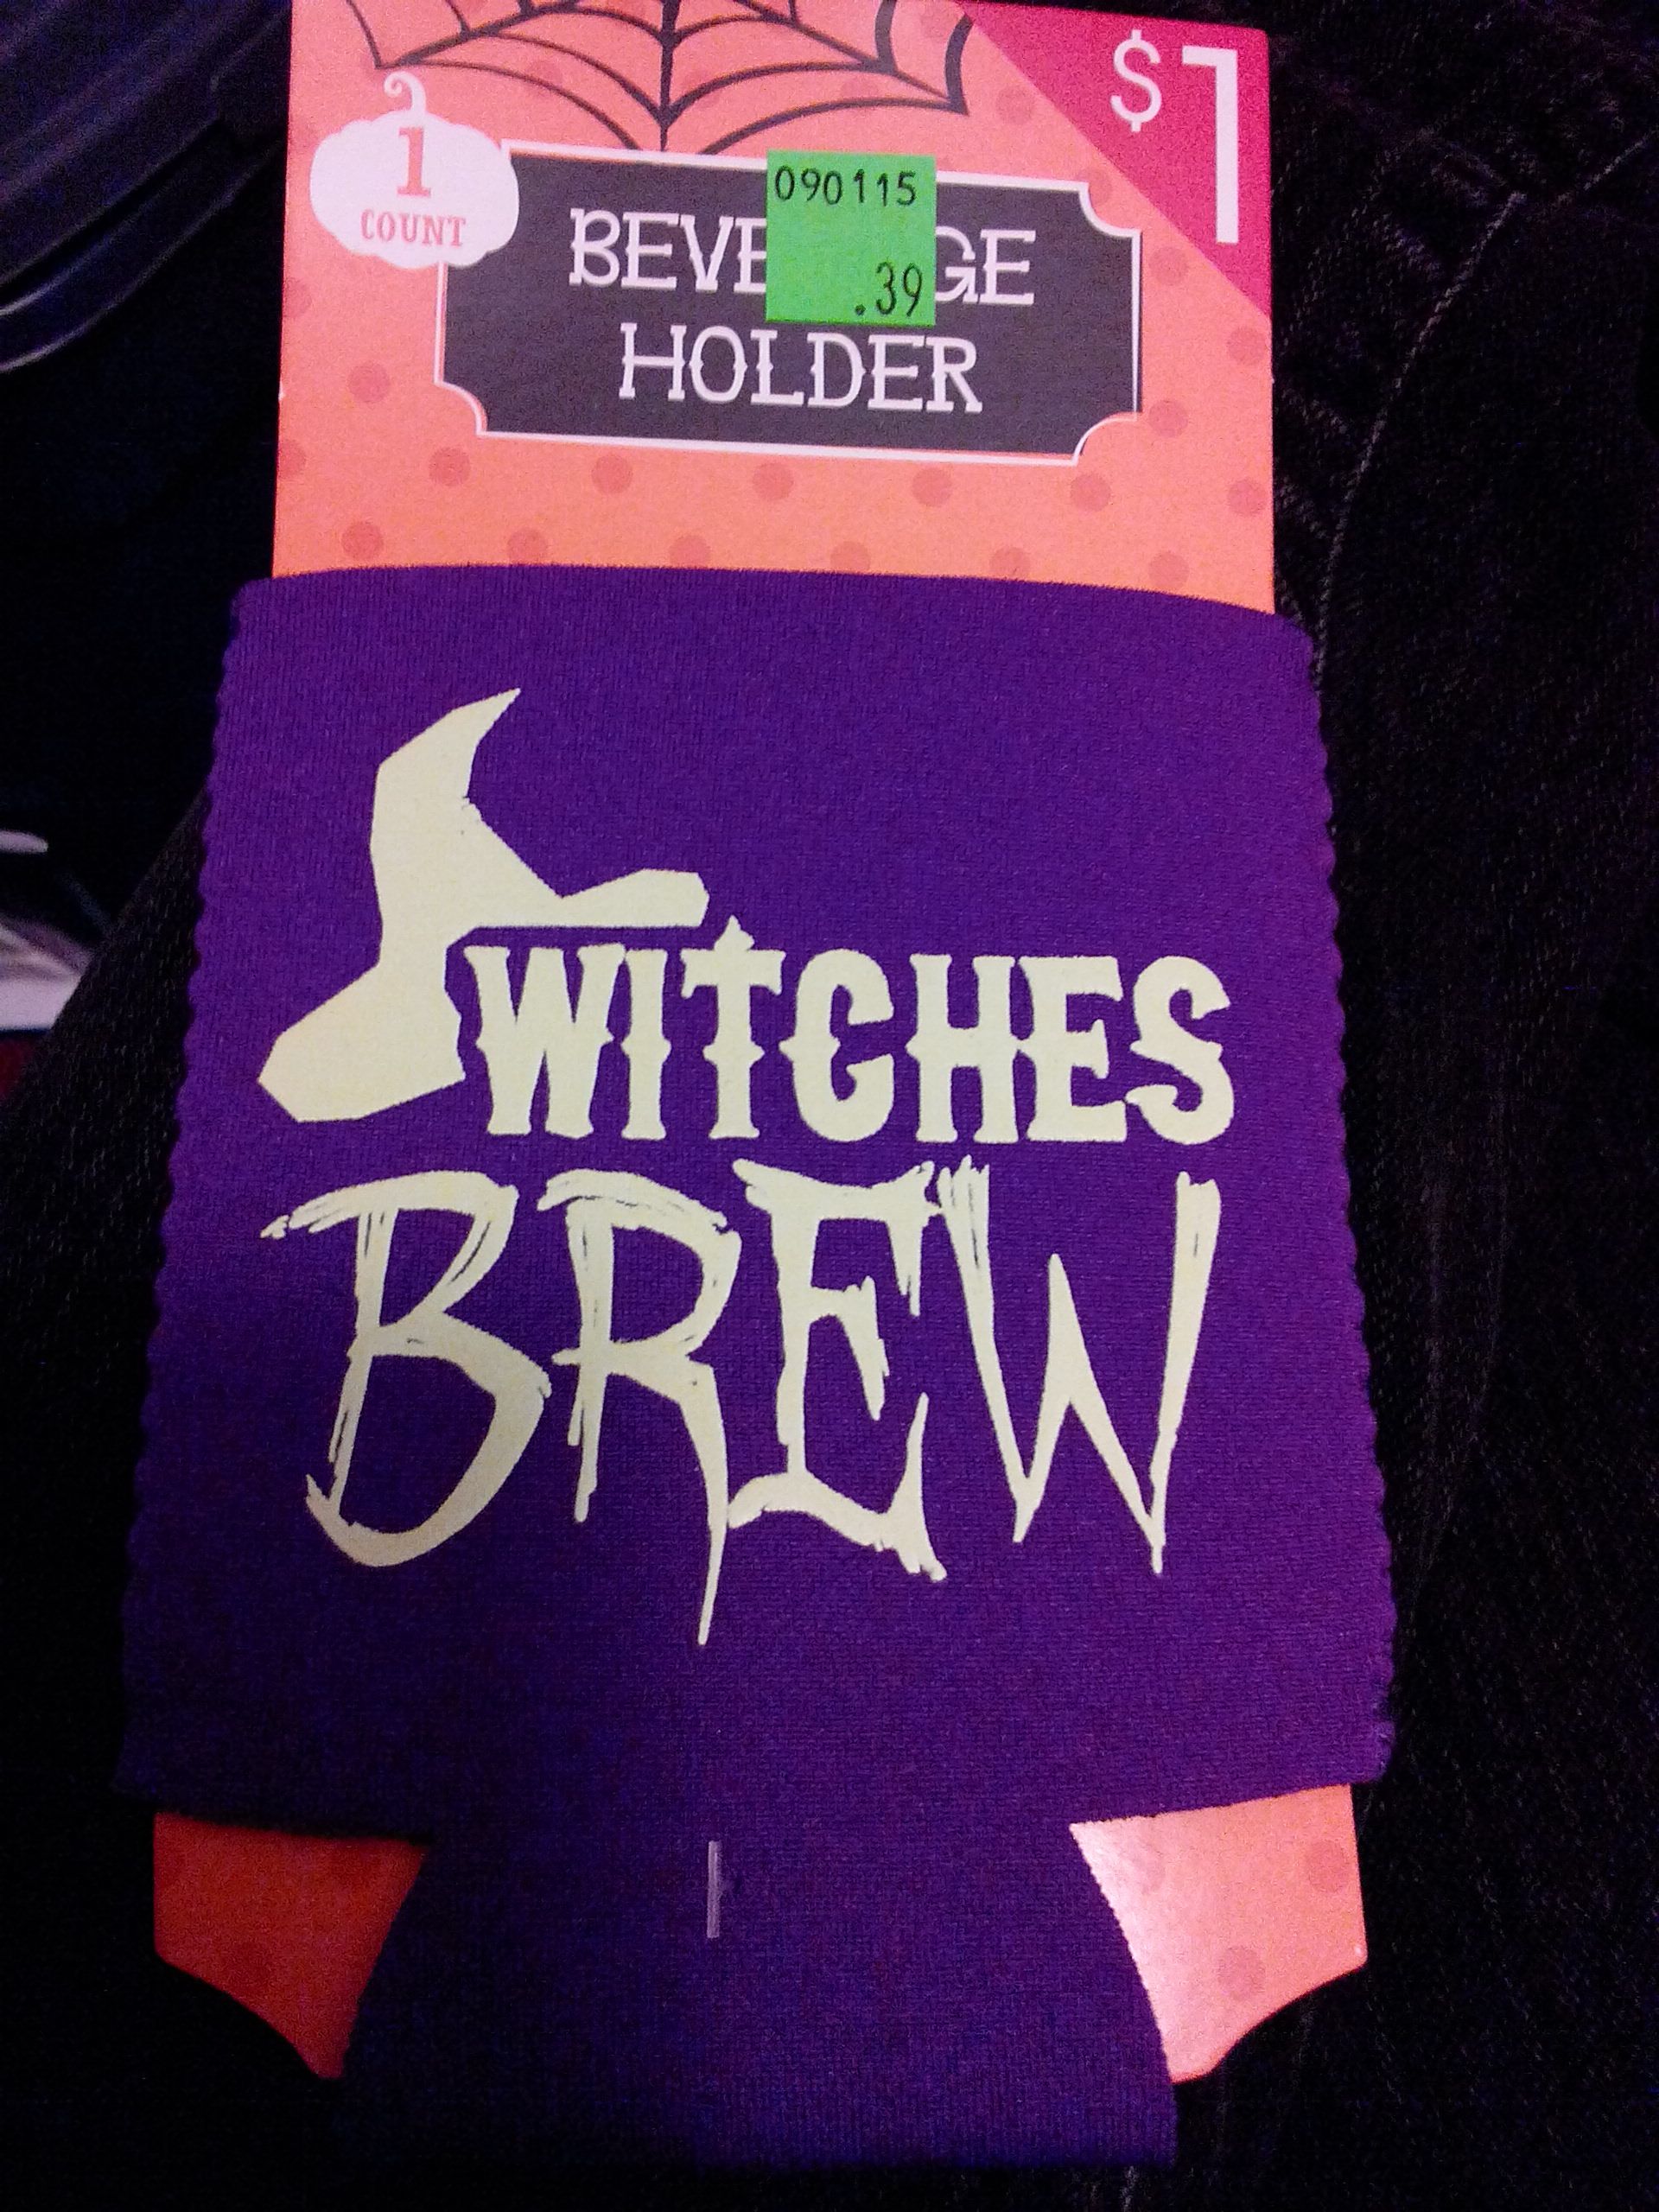 $1
1
COUNT
090115
.39
BEVE GE
HOLDER
WITCHES
BREW